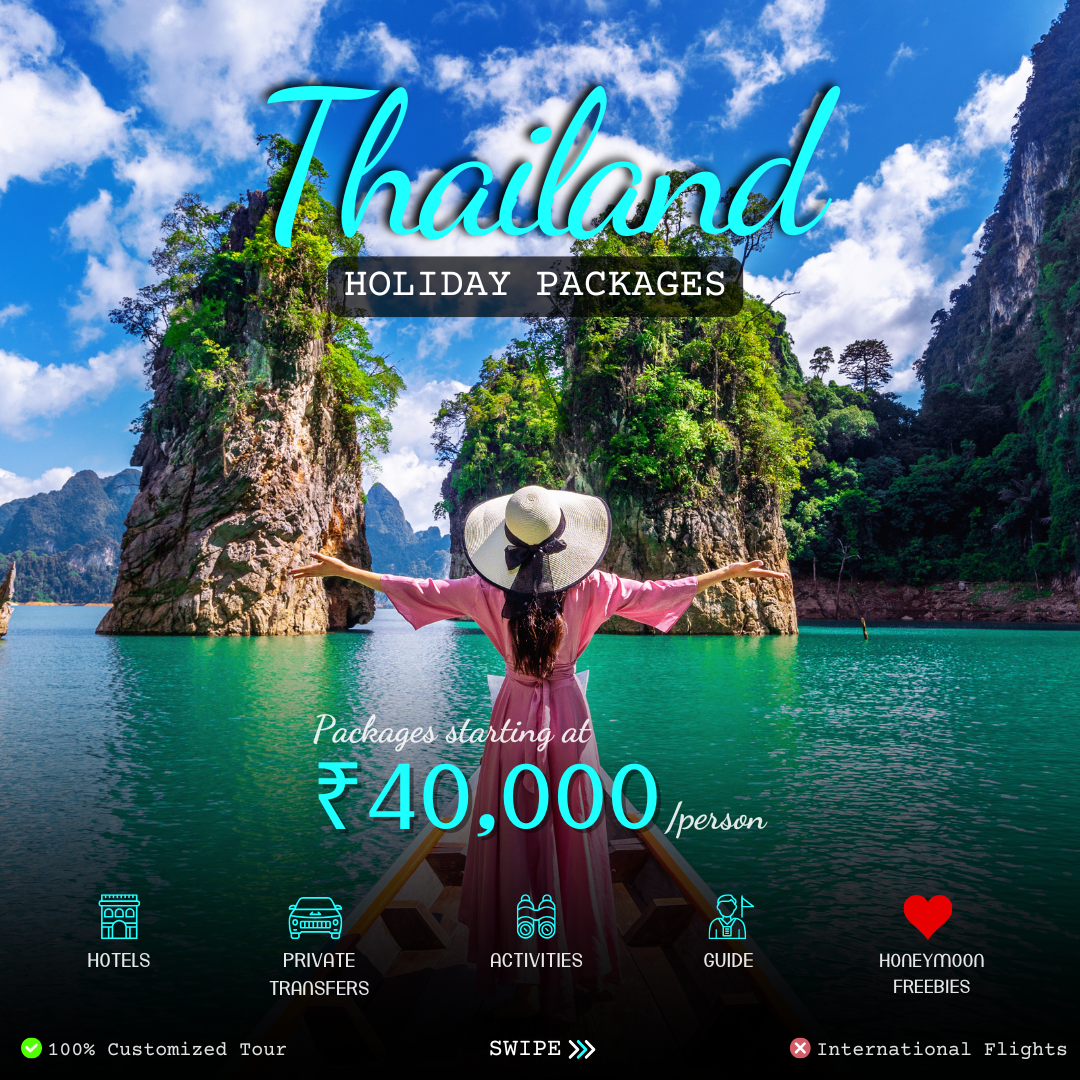 Thailand
HOLIDAY PACKAGES
Packages starting at
₹40,000/person
HOTELS
PRIVATE
TRANSFERS
ACTIVITIES
GUIDE
HONEYMOON
FREEBIES
100% Customized Tour
SWIPE
International Flights